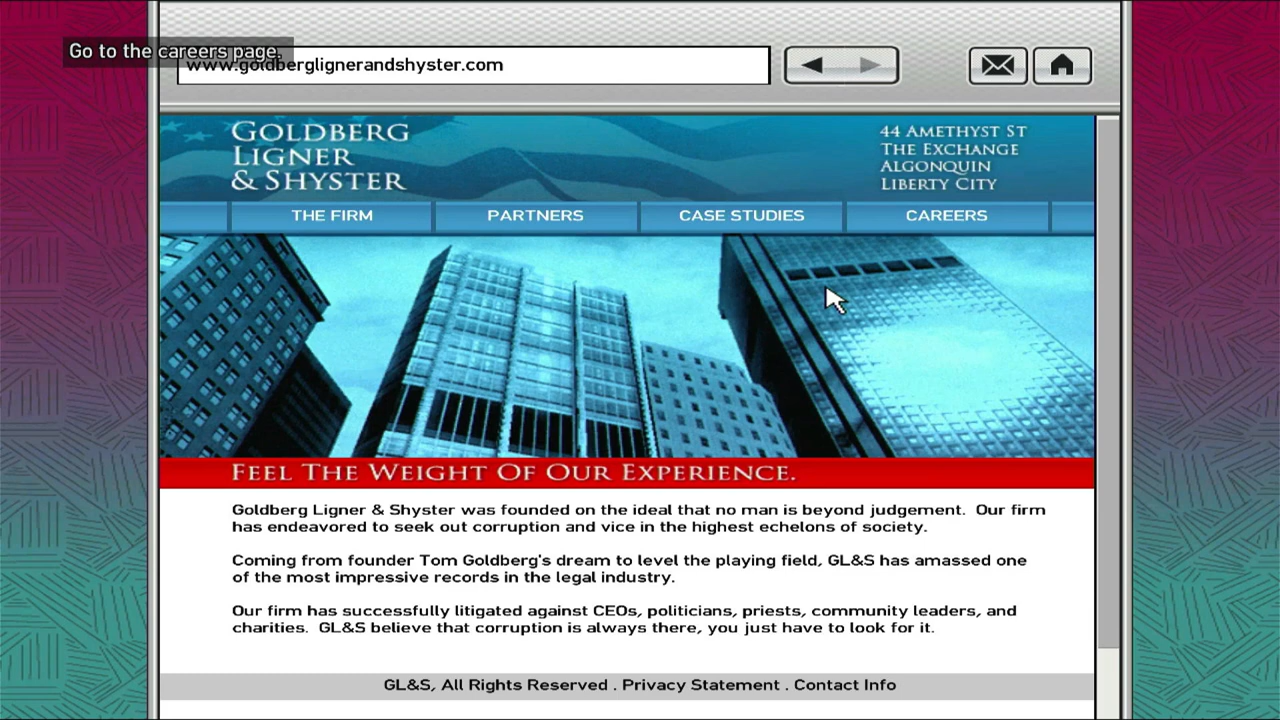 Go to the careers page.
www.goldberglignerandshyster.com
GOLDBERG
LIGNER
& SHYSTER
44 AMETHYST ST
THE EXCHANGE
ALGONQUIN
LIBERTY CITY
THE FIRM
PARTNERS
CASE STUDIES
CAREERS
FEEL THE WEIGHT OF OUR EXPERIENCE.
Goldberg Ligner & Shyster was founded on the ideal that no man is beyond judgement. Our firm
has endeavored to seek out corruption and vice in the highest echelons of society.
Coming from founder Tom Goldberg's dream to level the playing field, GL&S has amassed one
of the most impressive records in the legal industry.
Our firm has successfully litigated against CEOs, politicians, priests, community leaders, and
charities. GL&S believe that corruption is always there, you just have to look for it.
GL&S, All Rights Reserved . Privacy Statement . Contact Info